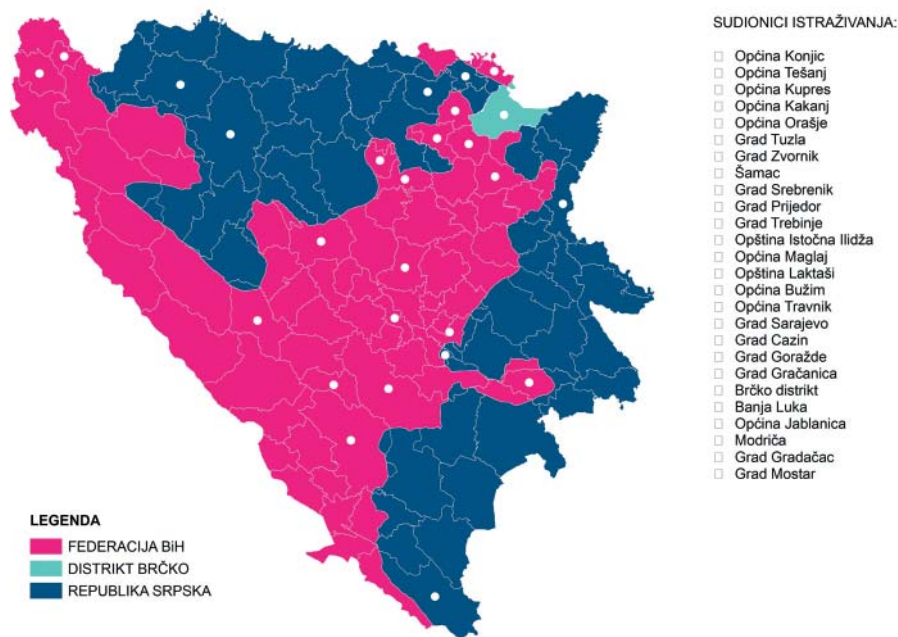 SUDIONICI ISTRAŽIVANJA:
Općina Konjic
Općina Tešanj
Općina Kupres
Općina Kakanj
Općina Orašje
Grad Tuzla
Grad Zvornik
Šamac
Grad Srebrenik
Grad Prijedor
Grad Trebinje
Opština Istočna Ilidža
Općina Maglaj
Opština Laktaši
Općina Bužim
Općina Travnik
Grad Sarajevo
Grad Cazin
Grad Goražde
Grad Gračanica
Brčko distrikt
Banja Luka
Općina Jablanica
Modriča
Grad Gradačac
Grad Mostar
LEGENDA
FEDERACIJA BiH
DISTRIKT BRČKO
REPUBLIKA SRPSKA